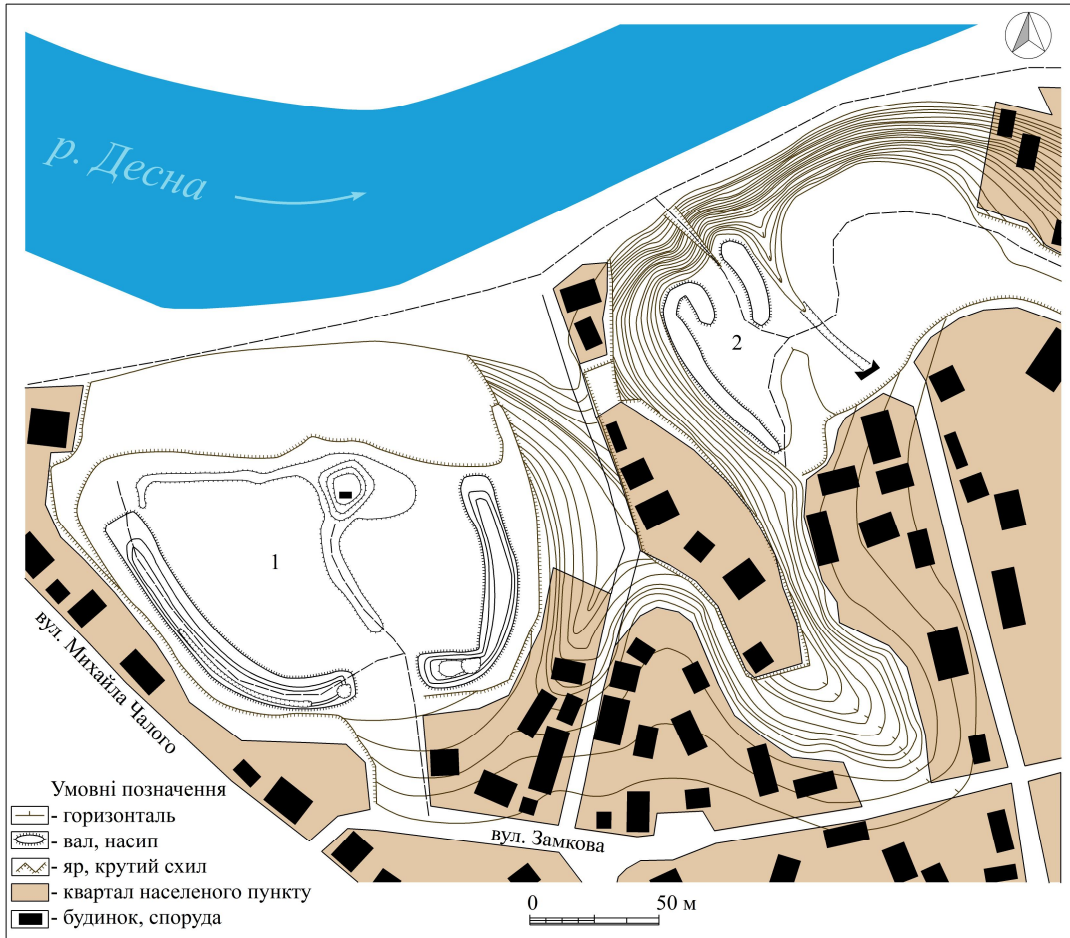 р. Десна
2
1
вул. Михайла Чалого
вул. Замкова
Умовні позначення
- горизонталь
- вал, насип
- яр, крутий схил
- квартал населеного пункту
- будинок, споруда
0 50 м